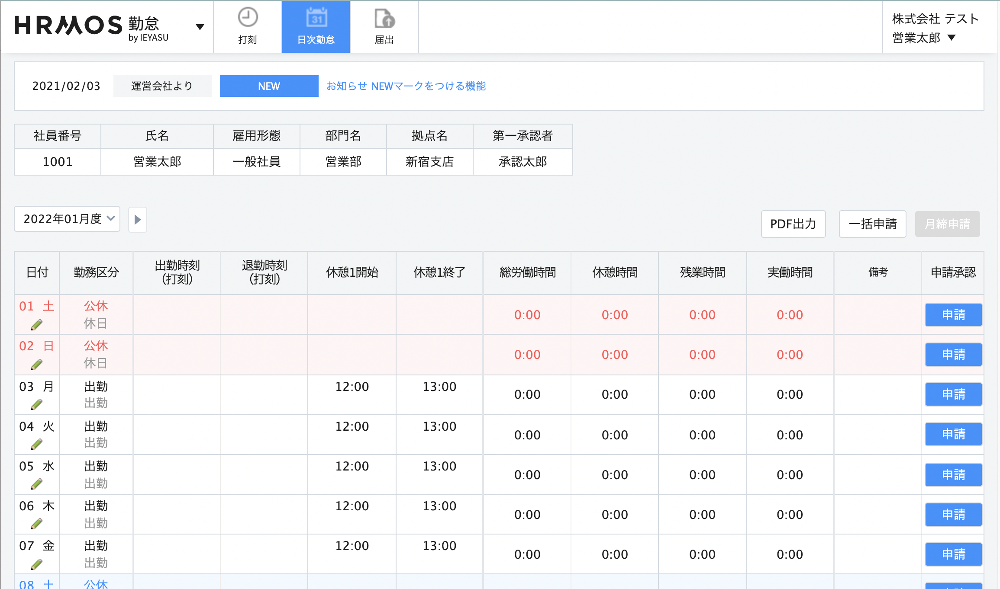 HRMOS 勤怠
by IEYASU
打刻
31
日次勤怠
届出
株式会社 テスト
営業太郎 ▼
2021/02/03 運営会社より NEW お知らせ NEWマークをつける機能
社員番号 氏名 雇用形態 部門名 拠点名 第一承認者
1001 営業太郎 一般社員 営業部 新宿支店 承認太郎
2022年01月度
PDF出力 一括申請 月締申請
日付 勤務区分 出勤時刻 退勤時刻 休憩1開始 休憩1終了 総労働時間 休憩時間 残業時間 実働時間 備考 申請承認
(打刻) (打刻)
01 土 公休 0:00 0:00 0:00 0:00 申請
休日
02 日 公休 0:00 0:00 0:00 0:00 申請
休日
03 月 出勤 12:00 13:00 0:00 0:00 0:00 0:00 申請
出勤
04 火 出勤 12:00 13:00 0:00 0:00 0:00 0:00 申請
出勤
05 水 出勤 12:00 13:00 0:00 0:00 0:00 0:00 申請
出勤
06 木 出勤 12:00 13:00 0:00 0:00 0:00 0:00 申請
出勤
07 金 出勤 12:00 13:00 0:00 0:00 0:00 0:00 申請
出勤
08 土 公休